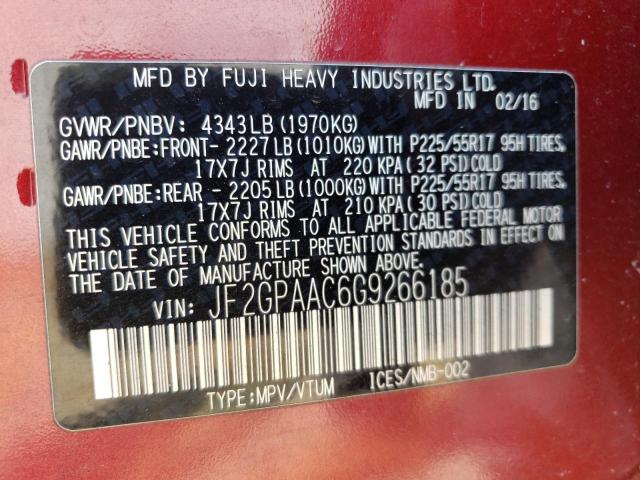 MFD BY FUJI HEAVY INDUSTRIES LTD.
MFD IN 02/16
GVWR/PNBV: 4343LB (1970KG)
GAWR/PNBE:FRONT- 2227LB (1010KG)WITH P225/55R17 95H TIRES,
17X7J RIMS AT 220 KPA (32 PSI)COLD
GAWR/PNBE:REAR - 2205LB (1000KG)WITH P225/55R17 95H TIRES,
17X7J RIMS AT 210 KPA (30 PSI)COLD
THIS VEHICLE CONFORMS TO ALL APPLICABLE FEDERAL MOTOR
VEHICLE SAFETY AND THEFT PREVENTION STANDARDS IN EFFECT ON
THE DATE OF MANUFACTURE SHOWN ABOVE.
VIN: JF2GPAAC6G9266185
TYPE:MPV/VTUM ICES/NMB-002